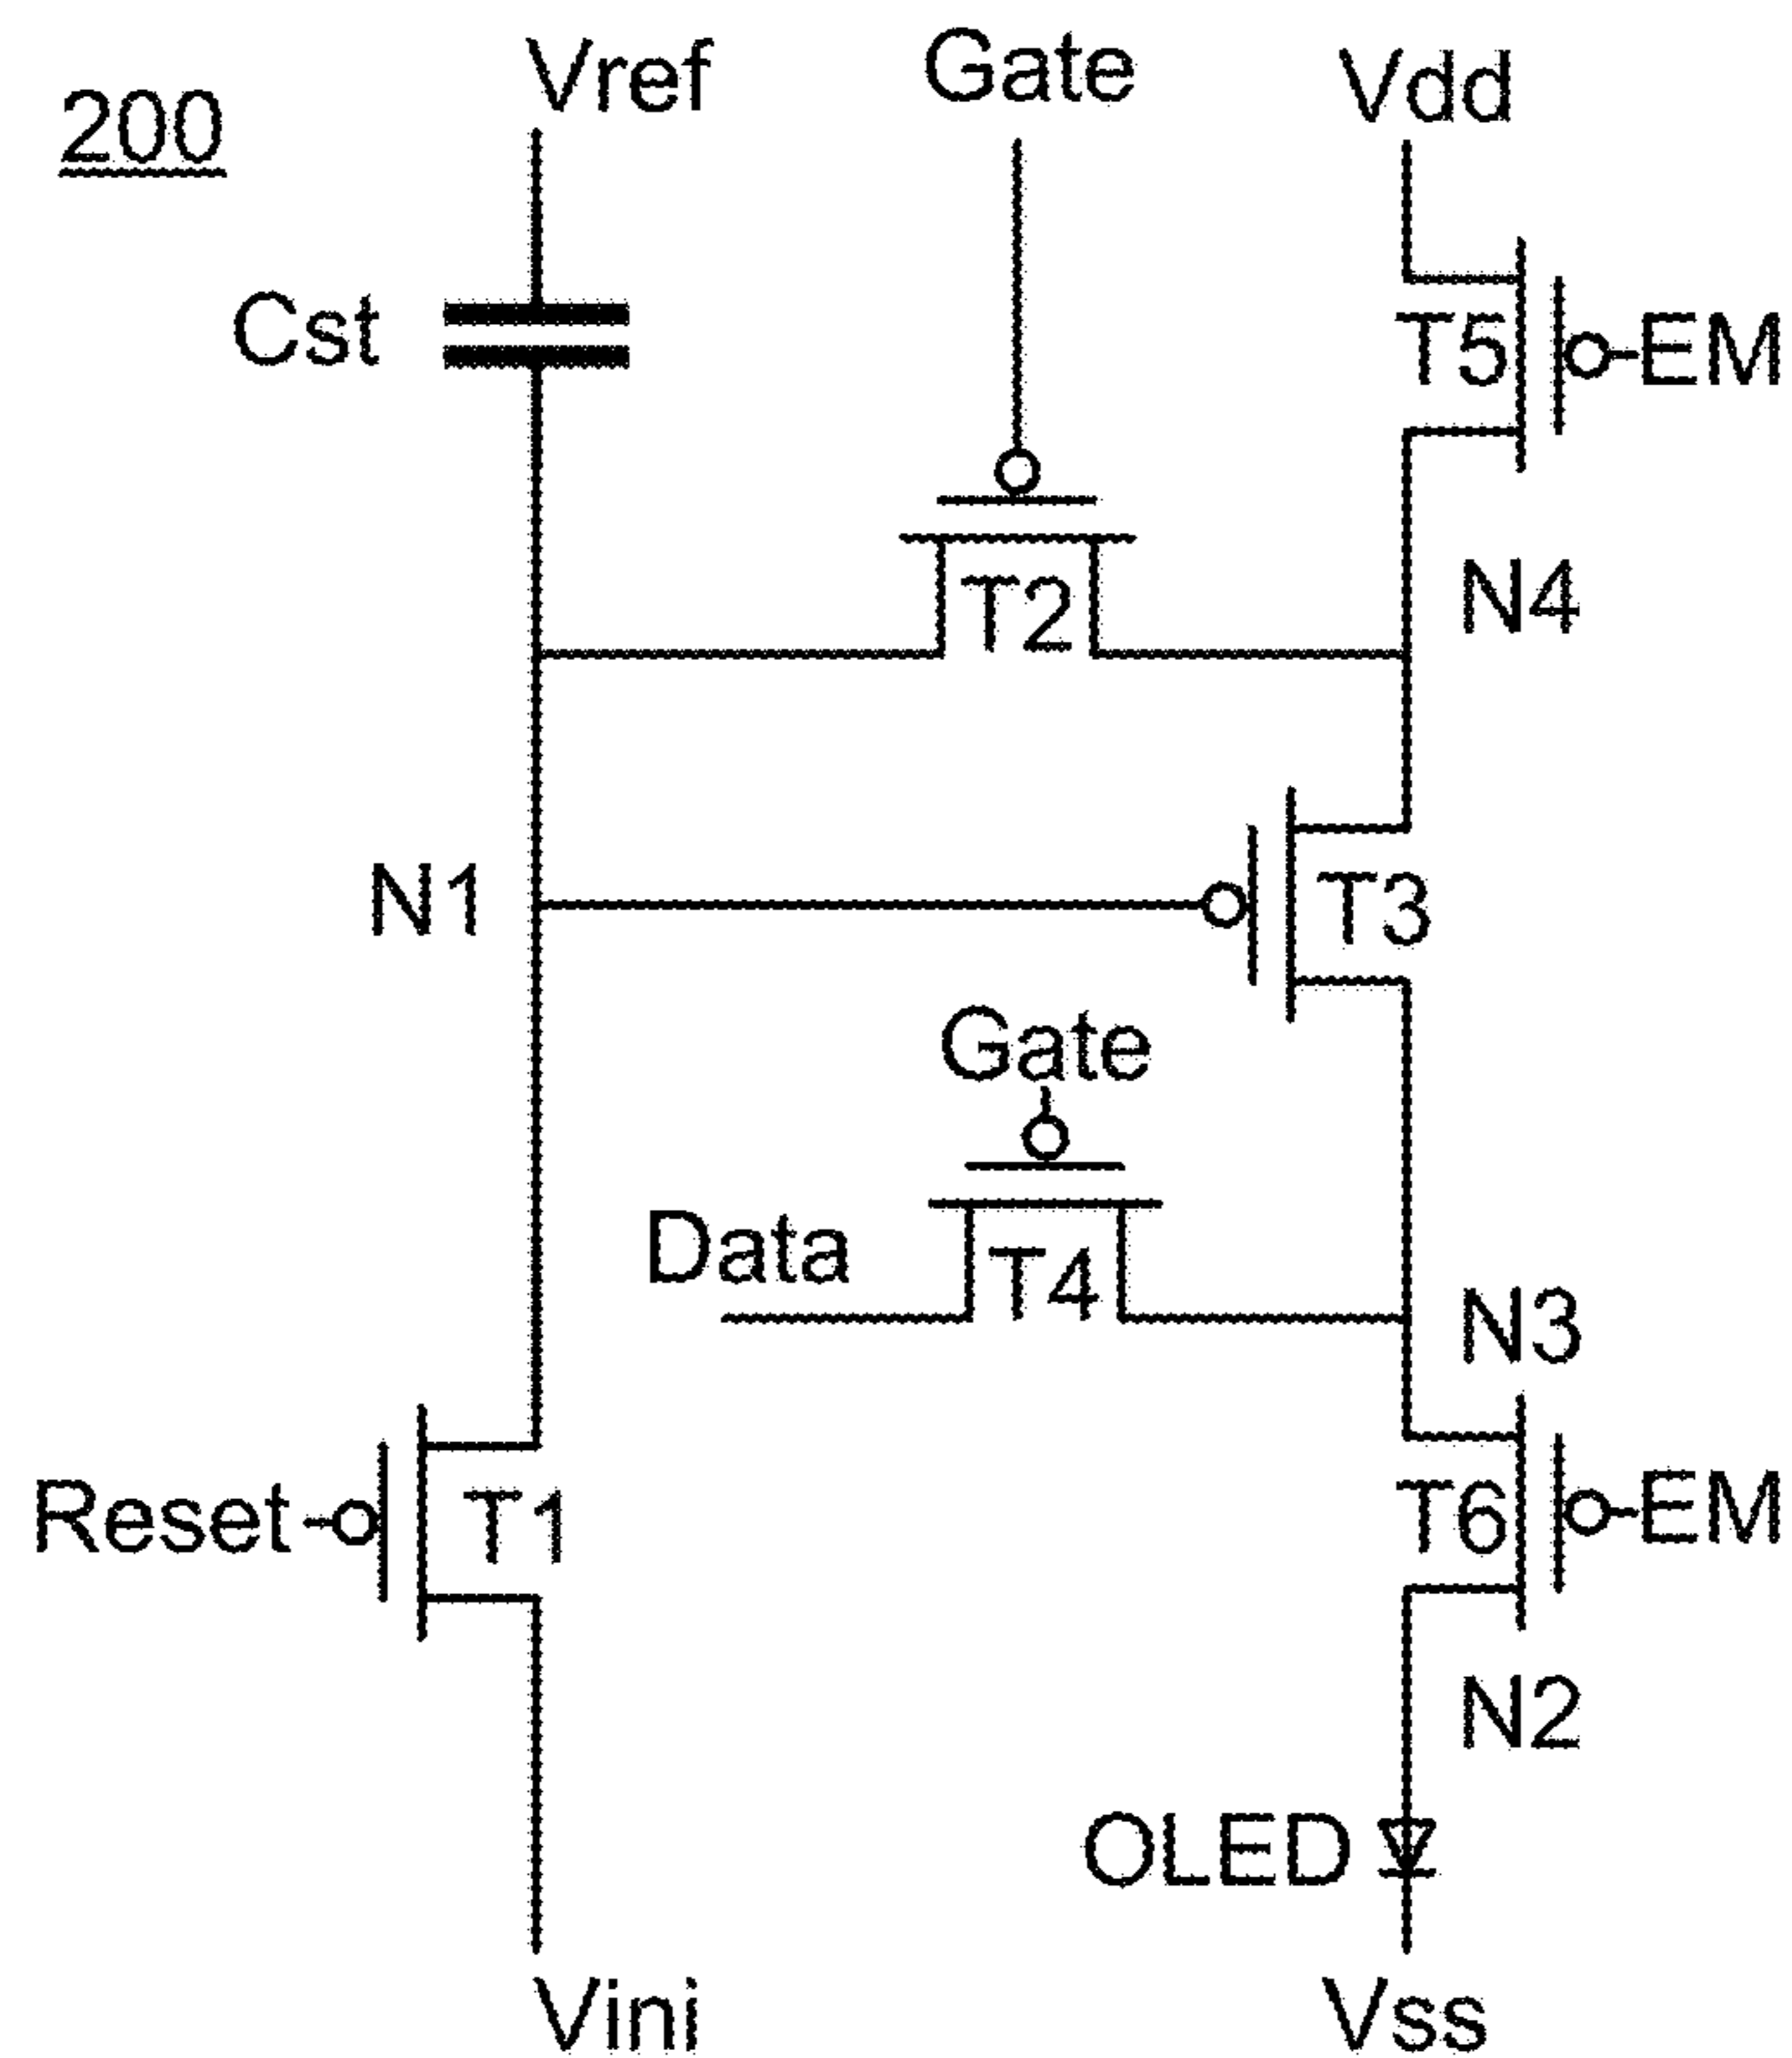 200
Vref
Gate
Vdd
Cst
T5
EM
T2
N4
N1
T3
Gate
Data
T4
N3
Reset
T1
T6
EM
N2
OLED
Vini
Vss